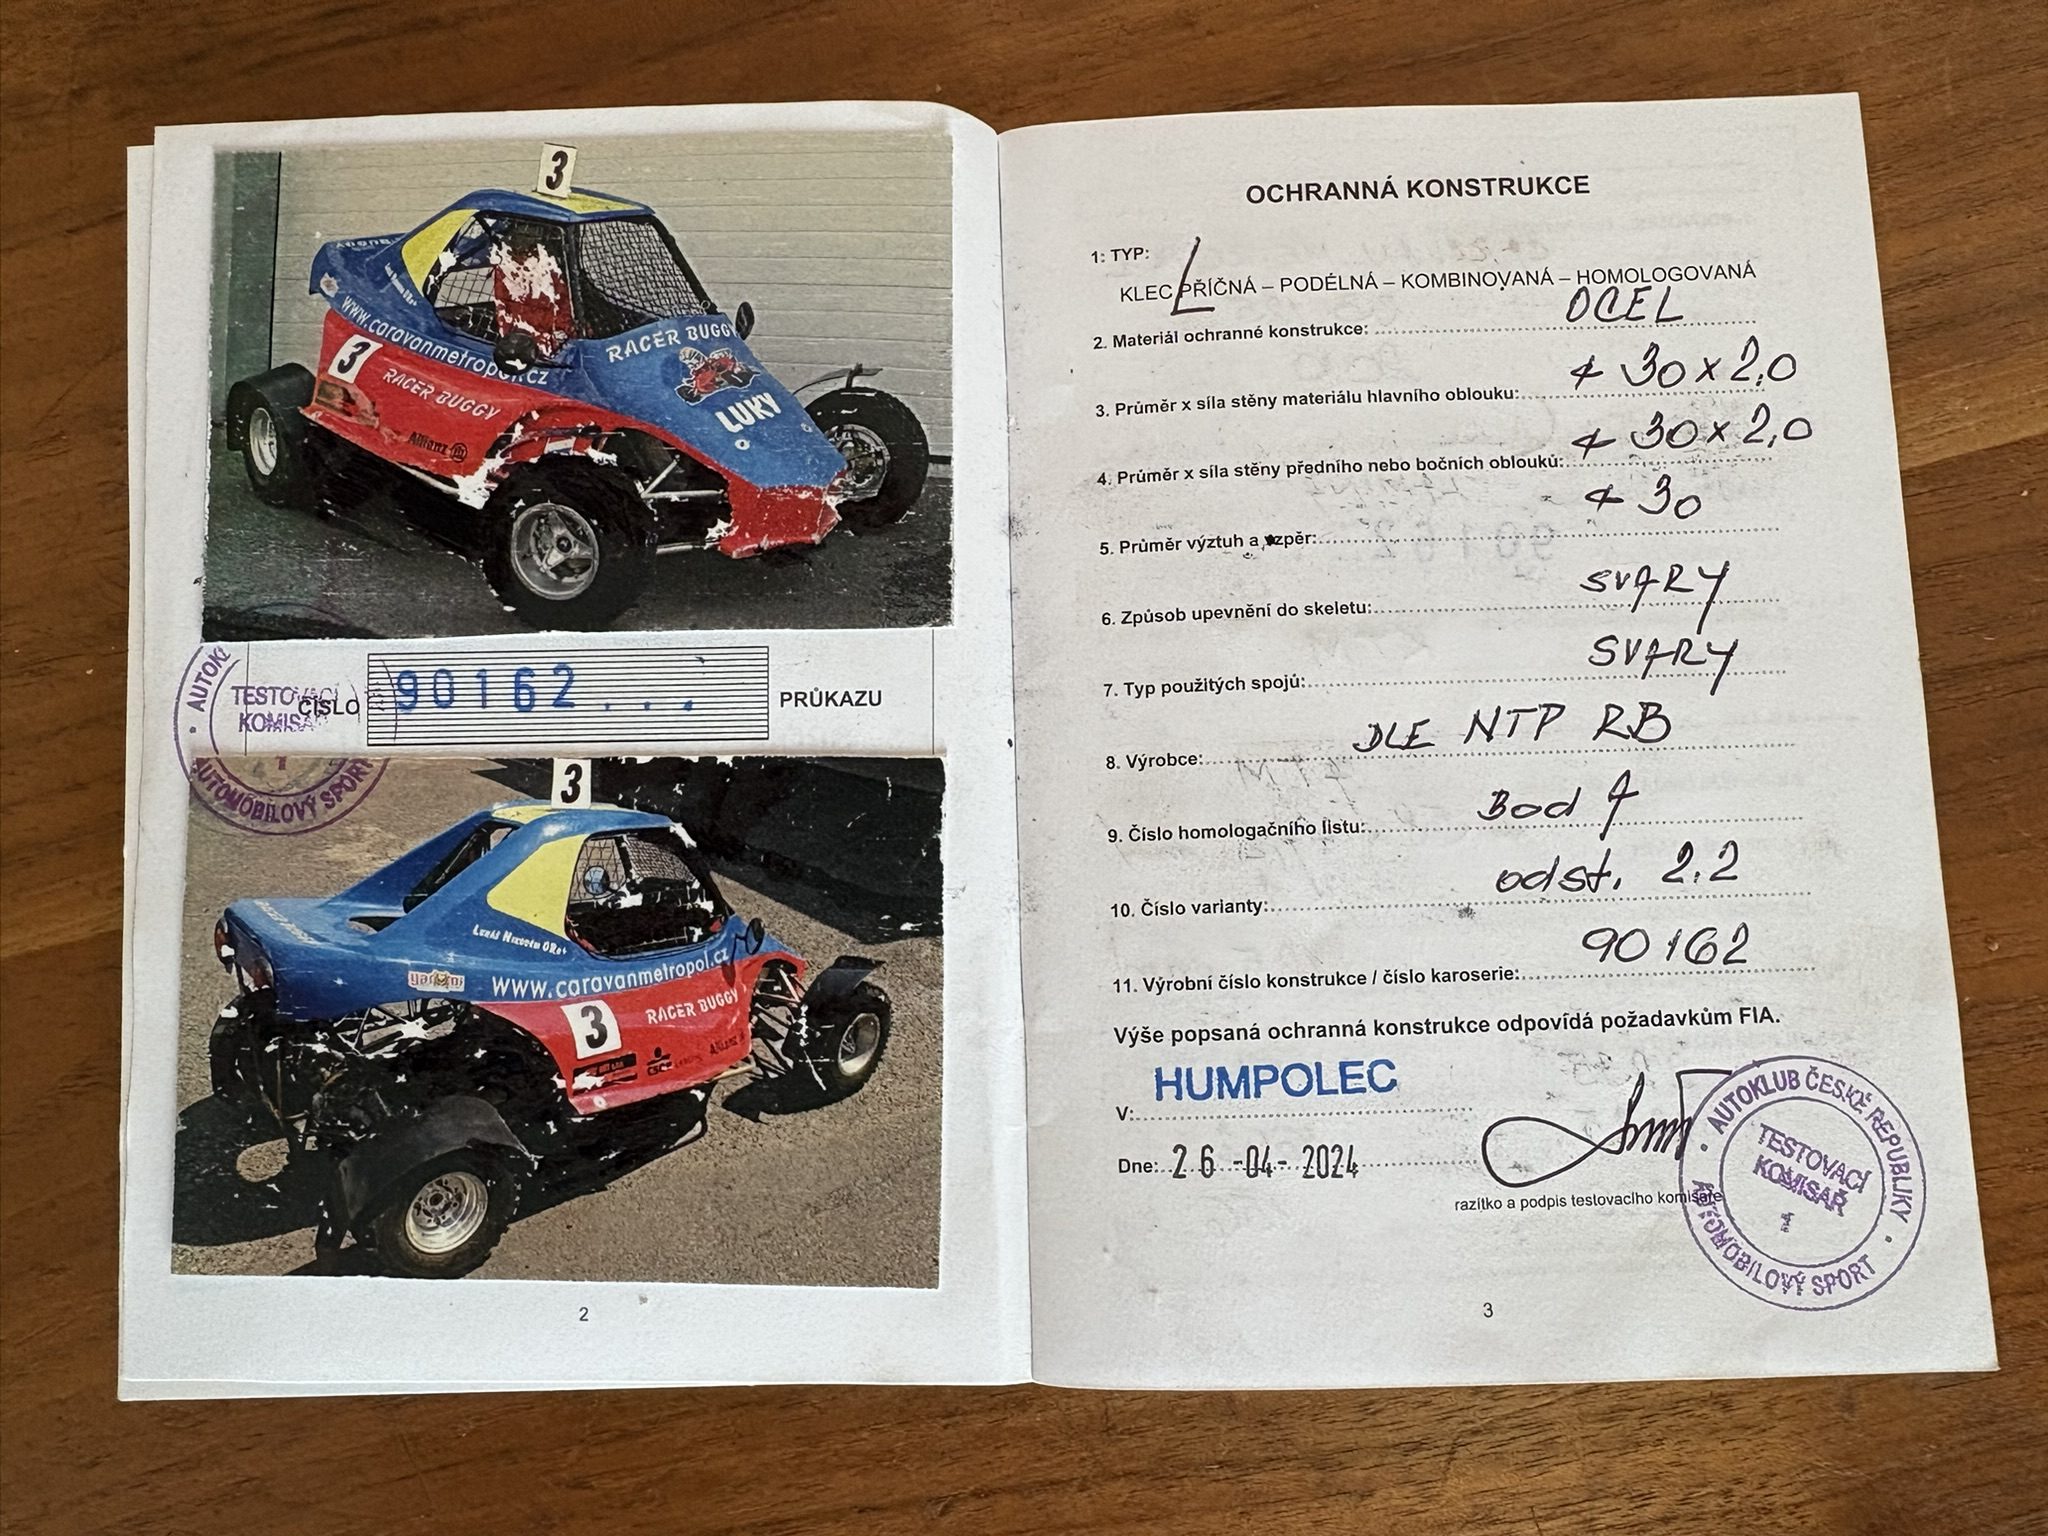 3
BUGGY
www.caravanmetropol.cz
RACER BUGGY
3
RACER BUGGY
LUKY
Allianz
AUTOKL
TESTOVACÍ
KOMISAŘ
1
AUTOMOBILOVÝ SPORT
ČÍSLO
90162...
PRŮKAZU
3
www.caravanmetropol.cz
3
RACER BUGGY
Allianz
2
OCHRANNÁ KONSTRUKCE
1: TYP:
KLEC PŘÍČNÁ – PODÉLNÁ – KOMBINOVANÁ – HOMOLOGOVANÁ
2. Materiál ochranné konstrukce: OCEL
3. Průměr x síla stěny materiálu hlavního oblouku: 30 x 2,0
4. Průměr x síla stěny předního nebo bočních oblouků: 30 x 2,0
5. Průměr výztuh a vzpěr: 30
6. Způsob upevnění do skeletu: SVARY
7. Typ použitých spojů: SVARY
8. Výrobce: DLE NTP RB
9. Číslo homologačního listu: Bod A
10. Číslo varianty: odst. 2.2
11. Výrobní číslo konstrukce / číslo karoserie: 90162
Výše popsaná ochranná konstrukce odpovídá požadavkům FIA.
V: HUMPOLEC
Dne: 26 -04- 2024
razítko a podpis testovacího komisaře
AUTOKLUB ČESKÉ REPUBLIKY
TESTOVACÍ
KOMISAŘ
1
AUTOMOBILOVÝ SPORT
3